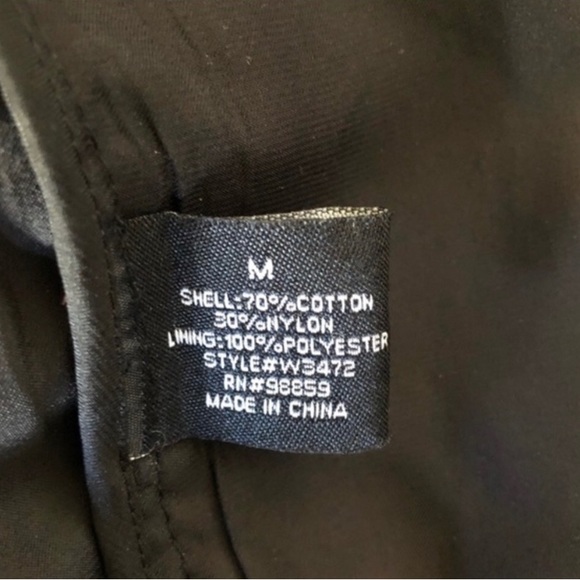 M
SHELL:70%COTTON
30%NYLON
LINING:100%POLYESTER
STYLE#W3472
RN#98859
MADE IN CHINA